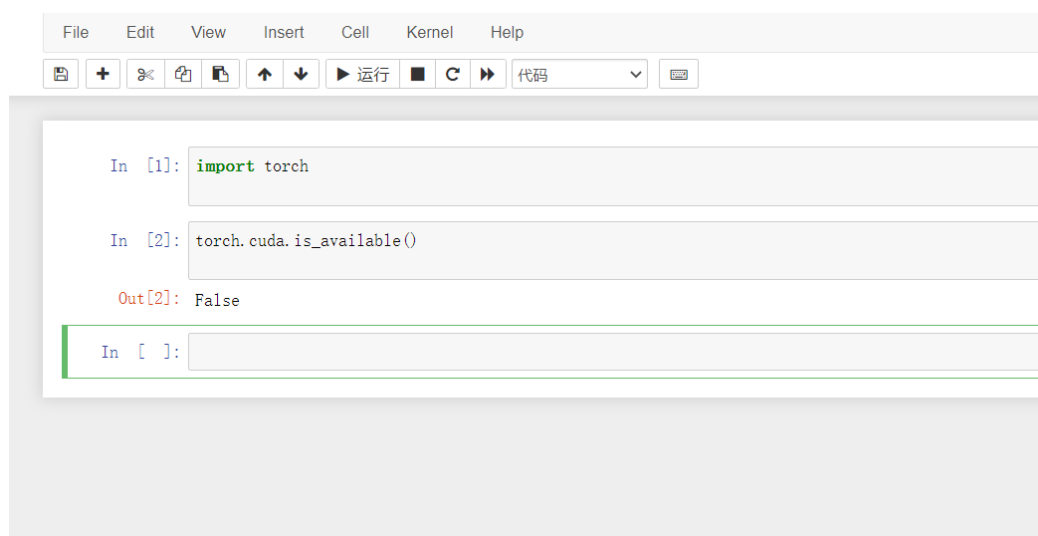 File Edit View Insert Cell Kernel Help
运行 代码
In [1]: import torch
In [2]: torch.cuda.is_available()
Out[2]: False
In [ ]: